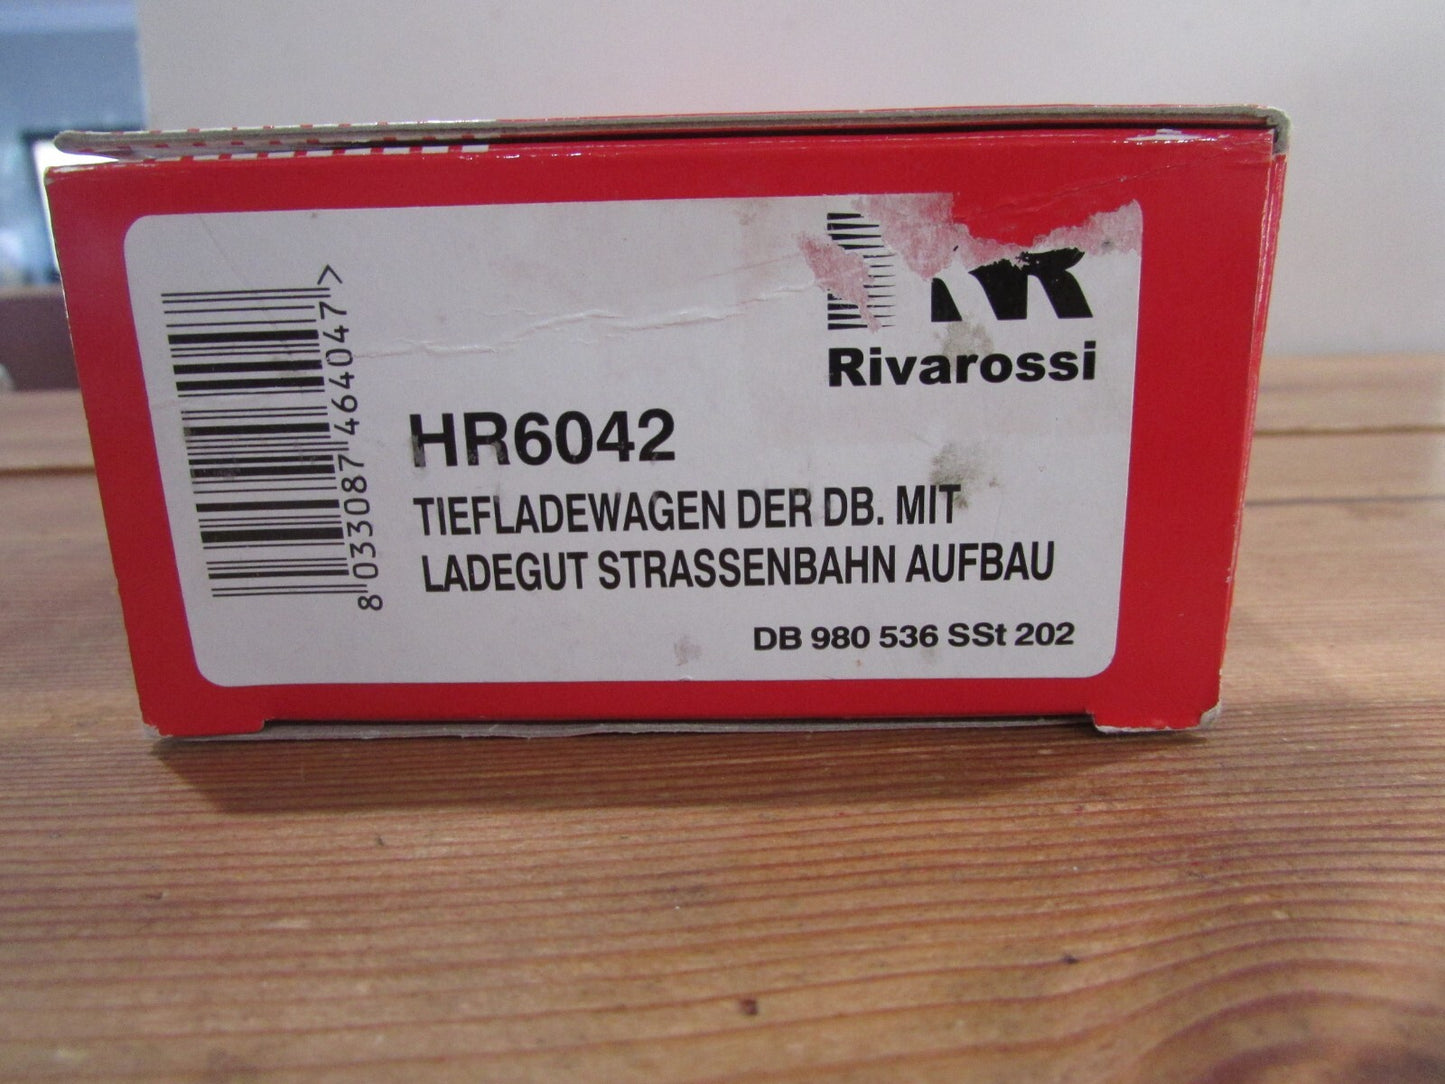 Rivarossi
HR6042
TIEFLADEWAGEN DER DB. MIT
LADEGUT STRASSENBAHN AUFBAU
DB 980 536 SSt 202
8 033087 464047 >